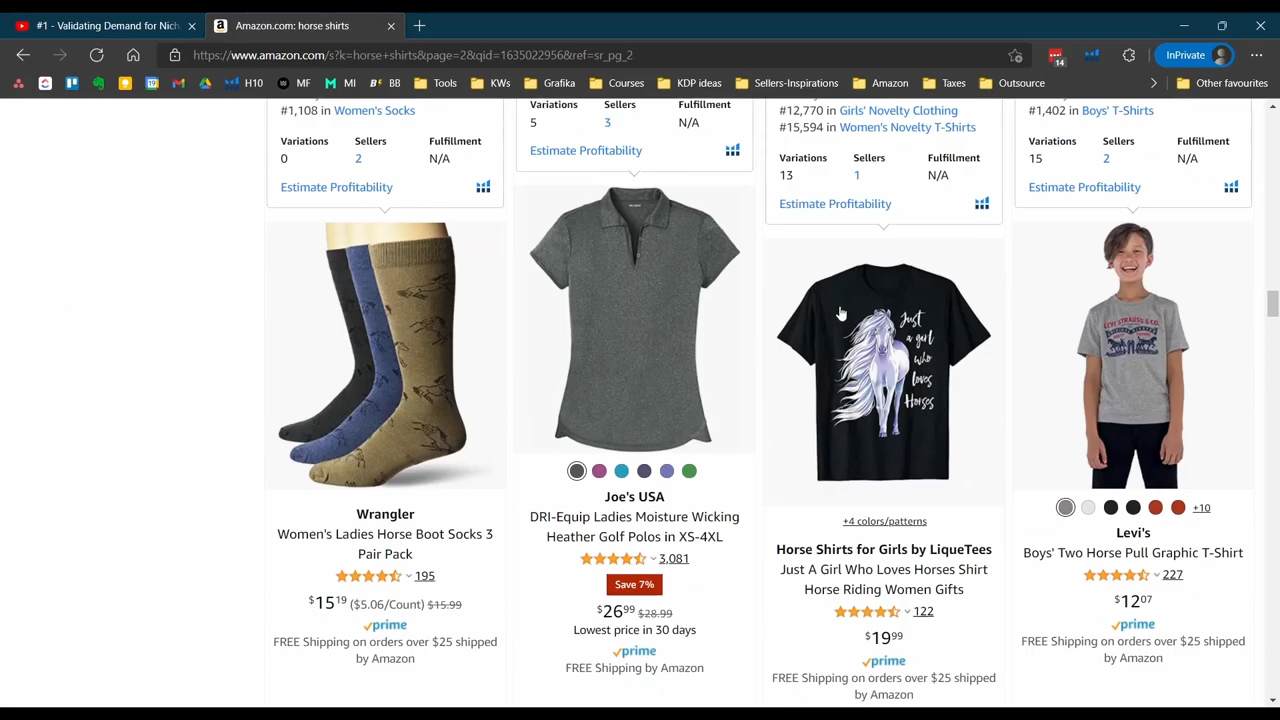 #1 - Validating Demand for Nich
Amazon.com: horse shirts
https://www.amazon.com/s?k=horse+shirts&page=2&qid=1635022956&ref=sr_pg_2
14
InPrivate
H10
MF
MI
BB
Tools
KWs
Grafika
Courses
KDP ideas
Sellers-Inspirations
Amazon
Taxes
Outsource
Other favourites
#1,108 in Women's Socks
Variations Sellers Fulfillment
0 2 N/A
Estimate Profitability
Wrangler
Women's Ladies Horse Boot Socks 3
Pair Pack
195
$15 19 ($5.06/Count) $15.99
prime
FREE Shipping on orders over $25 shipped
by Amazon
Variations Sellers Fulfillment
5 3 N/A
Estimate Profitability
Joe's USA
DRI-Equip Ladies Moisture Wicking
Heather Golf Polos in XS-4XL
3,081
Save 7%
$26 99 $28.99
Lowest price in 30 days
prime
FREE Shipping by Amazon
#12,770 in Girls' Novelty Clothing
#15,594 in Women's Novelty T-Shirts
Variations Sellers Fulfillment
13 1 N/A
Estimate Profitability
Just
a girl
who
loves
Horses
+4 colors/patterns
Horse Shirts for Girls by LiqueTees
Just A Girl Who Loves Horses Shirt
Horse Riding Women Gifts
122
$19 99
prime
FREE Shipping on orders over $25 shipped
by Amazon
#1,402 in Boys' T-Shirts
Variations Sellers Fulfillment
15 2 N/A
Estimate Profitability
LEVI STRAUSS & CO.
+10
Levi's
Boys' Two Horse Pull Graphic T-Shirt
227
$12 07
prime
FREE Shipping on orders over $25 shipped
by Amazon